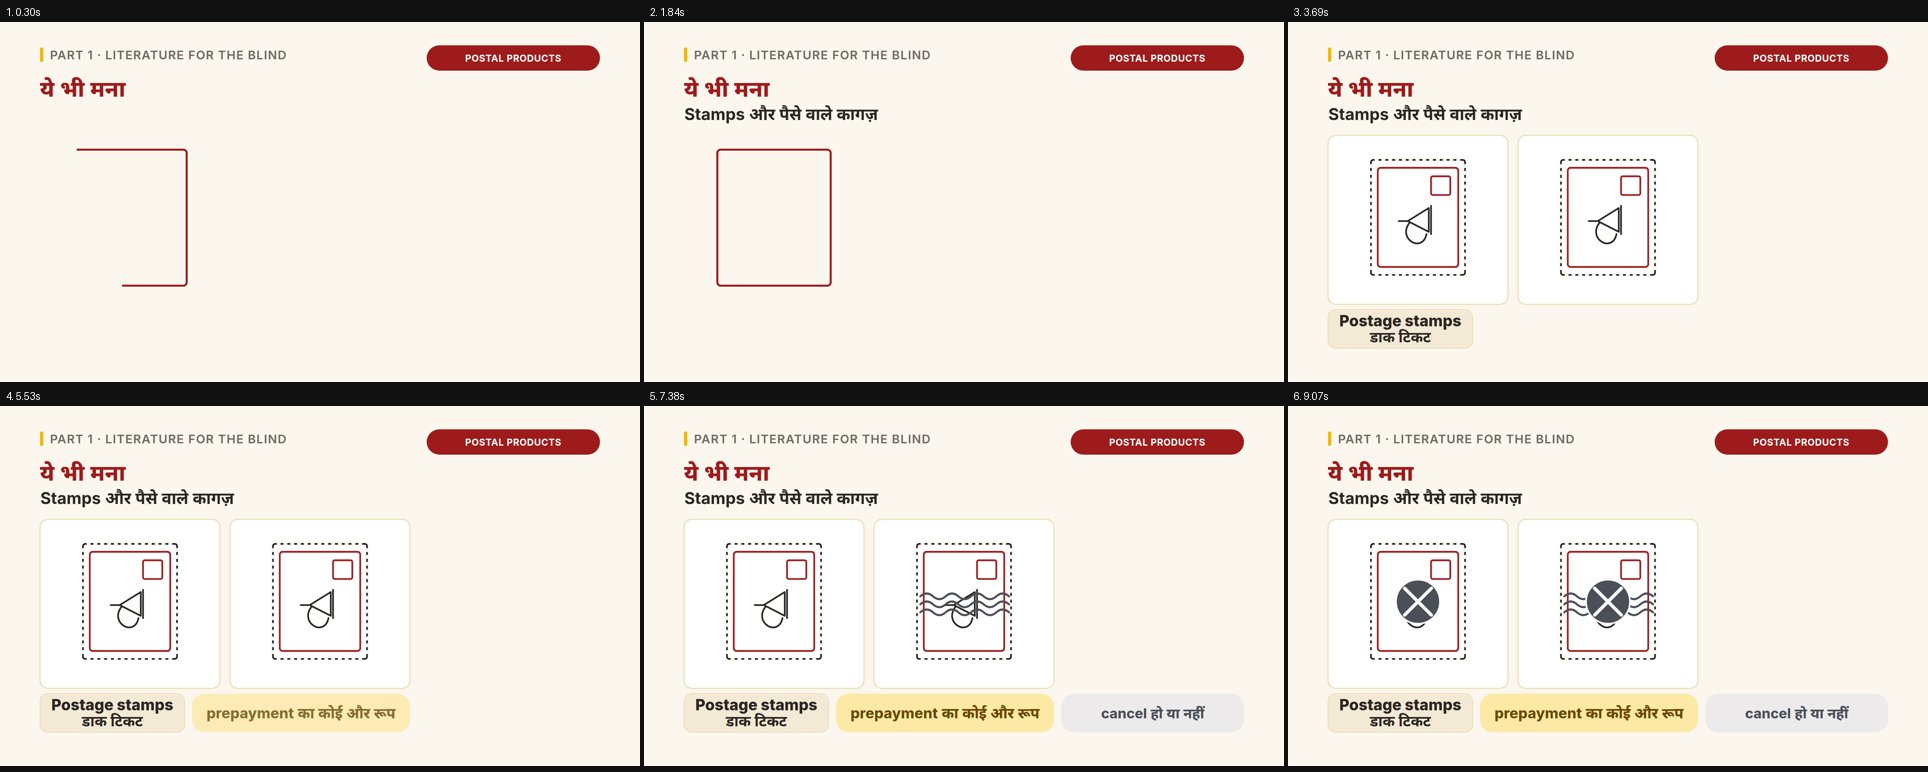 1. 0.30s
PART 1 · LITERATURE FOR THE BLIND
POSTAL PRODUCTS
ये भी मना
2. 1.84s
PART 1 · LITERATURE FOR THE BLIND
POSTAL PRODUCTS
ये भी मना
Stamps और पैसे वाले कागज़
3. 3.69s
PART 1 · LITERATURE FOR THE BLIND
POSTAL PRODUCTS
ये भी मना
Stamps और पैसे वाले कागज़
Postage stamps
डाक टिकट
4. 5.53s
PART 1 · LITERATURE FOR THE BLIND
POSTAL PRODUCTS
ये भी मना
Stamps और पैसे वाले कागज़
Postage stamps
डाक टिकट
prepayment का कोई और रूप
5. 7.38s
PART 1 · LITERATURE FOR THE BLIND
POSTAL PRODUCTS
ये भी मना
Stamps और पैसे वाले कागज़
Postage stamps
डाक टिकट
prepayment का कोई और रूप
cancel हो या नहीं
6. 9.07s
PART 1 · LITERATURE FOR THE BLIND
POSTAL PRODUCTS
ये भी मना
Stamps और पैसे वाले कागज़
Postage stamps
डाक टिकट
prepayment का कोई और रूप
cancel हो या नहीं